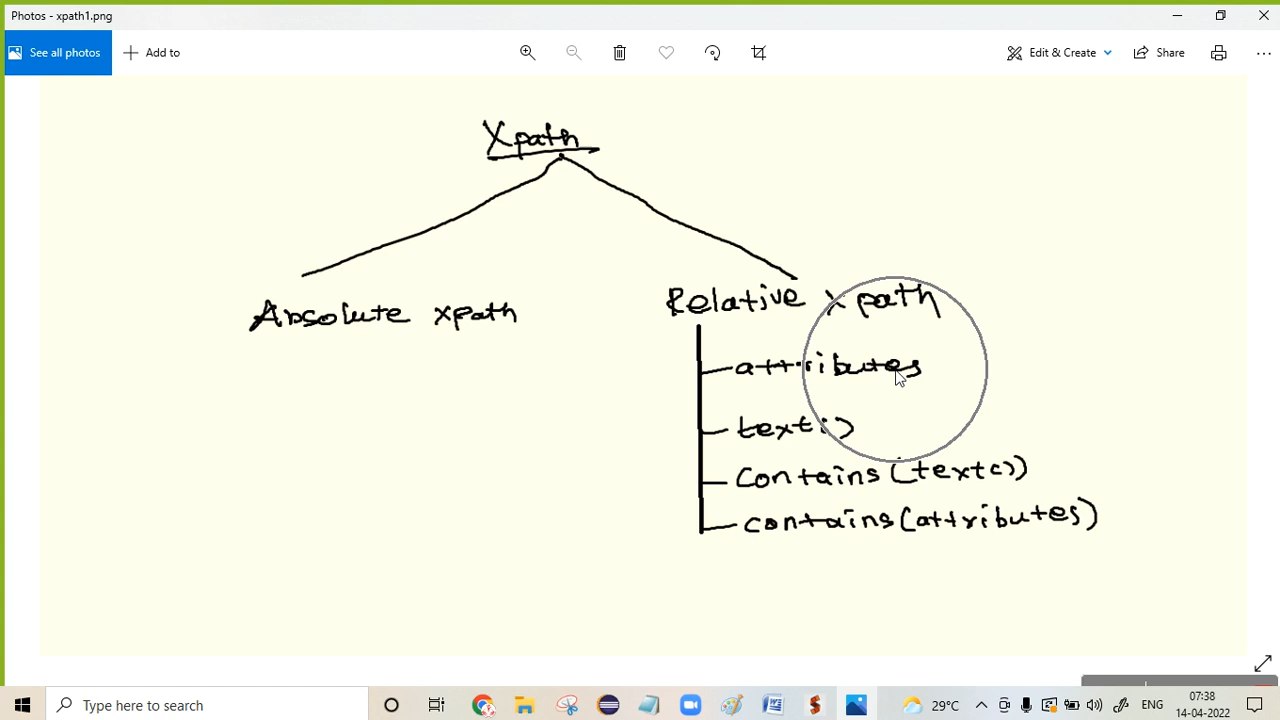 Photos - xpath1.png
See all photos
Add to
Edit & Create
Share
Xpath
Absolute xpath
Relative xpath
attributes
text()
Contains(text())
contains(attributes)
Type here to search
29°C
ENG
07:38
14-04-2022